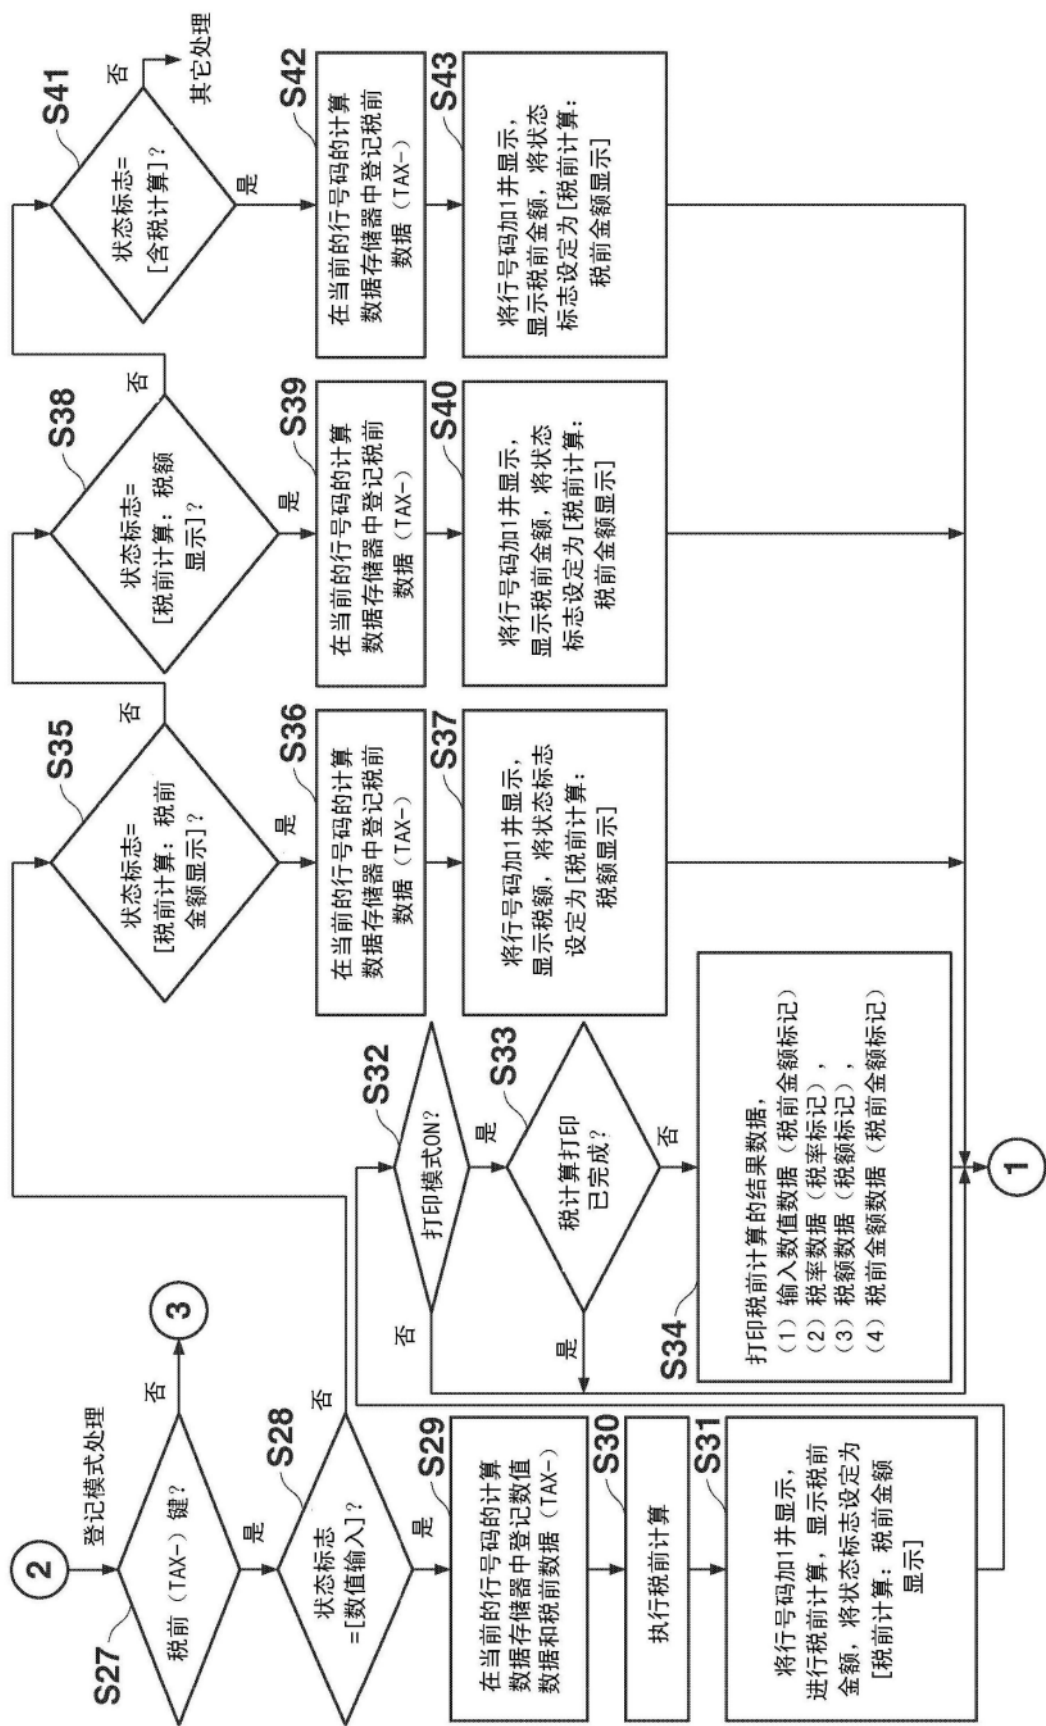 2
登记模式处理
S27
税前（TAX-）键?
否
3
是
S28
状态标志
=[数值输入]?
否
是
S29
在当前的行号码的计算
数据存储器中登记数值
数据和税前数据（TAX-）
S30
执行税前计算
S31
将行号码加1并显示，
进行税前计算，显示税前
金额，将状态标志设定为
[税前计算：税前金额
显示]
S32
打印模式ON?
否
是
S33
税计算打印
已完成?
是
否
S34
打印税前计算的结果数据，
（1）输入数值数据（税前金额标记）
（2）税率数据（税率标记），
（3）税额数据（税额标记），
（4）税前金额数据（税前金额标记）
S35
状态标志=
[税前计算：税前
金额显示]?
否
是
S36
在当前的行号码的计算
数据存储器中登记税前
数据（TAX-）
S37
将行号码加1并显示，
显示税额，将状态标志
设定为[税前计算：
税额显示]
S38
状态标志=
[税前计算：税额
显示]?
否
是
S39
在当前的行号码的计算
数据存储器中登记税前
数据（TAX-）
S40
将行号码加1并显示，
显示税前金额，将状态
标志设定为[税前计算：
税前金额显示]
S41
状态标志=
[含税计算]?
否
其它处理
是
S42
在当前的行号码的计算
数据存储器中登记税前
数据（TAX-）
S43
将行号码加1并显示，
显示税前金额，将状态
标志设定为[税前计算：
税前金额显示]
1